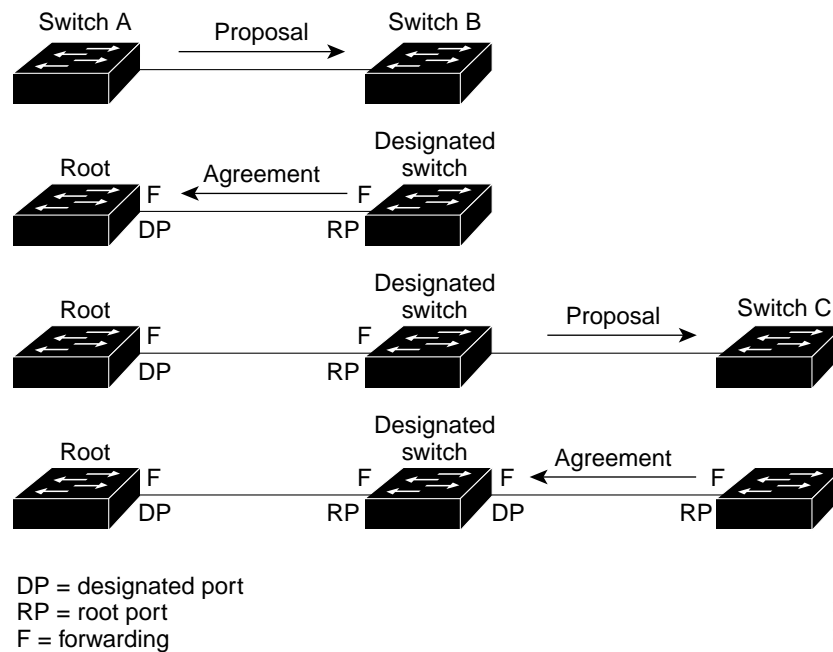 Switch A
Proposal
Switch B
Root
F
Agreement
F
Designated
switch
DP
RP
Root
F
F
Designated
switch
Proposal
Switch C
DP
RP
Root
F
F
Designated
switch
F
Agreement
F
DP
RP
DP
RP
DP = designated port
RP = root port
F = forwarding